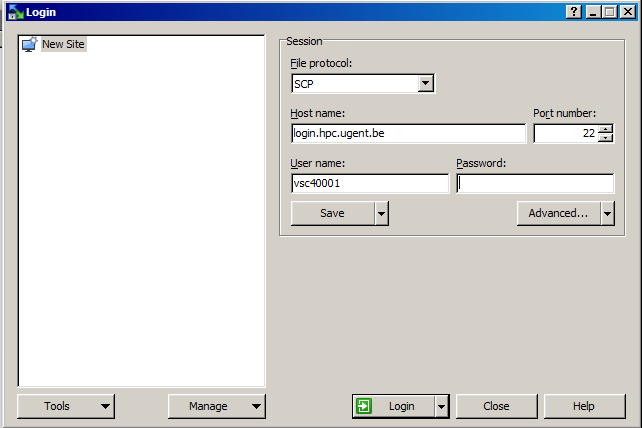 Login
New Site
Session
File protocol:
SCP
Host name:
Port number:
login.hpc.ugent.be
22
User name:
Password:
vsc40001
Save
Advanced...
Tools
Manage
Login
Close
Help